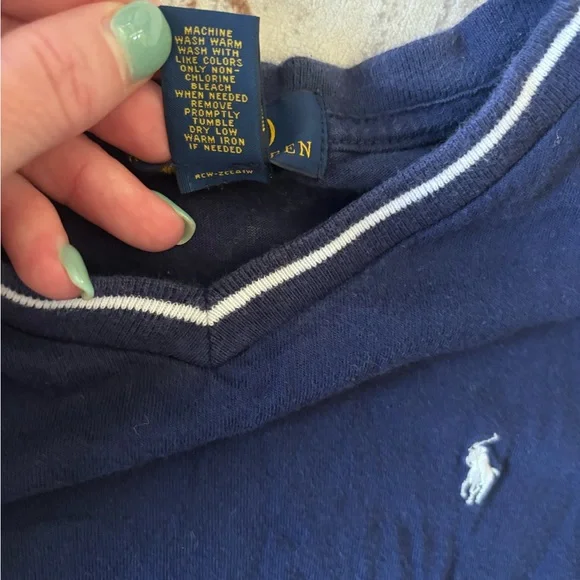 MACHINE
WASH WARM
WASH WITH
LIKE COLORS
ONLY NON-
CHLORINE
BLEACH
WHEN NEEDED
REMOVE
PROMPTLY
TUMBLE
DRY LOW
WARM IRON
IF NEEDED